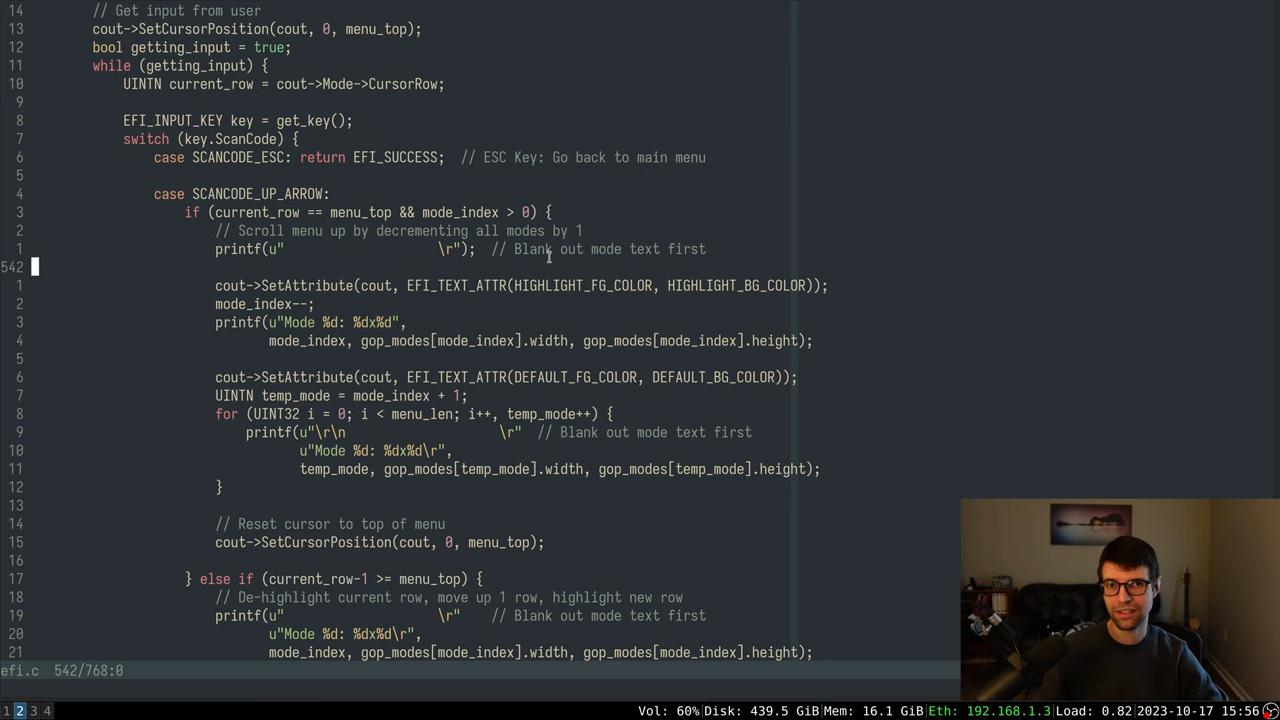 14 // Get input from user
13 cout->SetCursorPosition(cout, 0, menu_top);
12 bool getting_input = true;
11 while (getting_input) {
10 UINTN current_row = cout->Mode->CursorRow;
9
8 EFI_INPUT_KEY key = get_key();
7 switch (key.ScanCode) {
6 case SCANCODE_ESC: return EFI_SUCCESS; // ESC Key: Go back to main menu
5
4 case SCANCODE_UP_ARROW:
3 if (current_row == menu_top && mode_index > 0) {
2 // Scroll menu up by decrementing all modes by 1
1 printf(u"                    \r"); // Blank out mode text first
542
1 cout->SetAttribute(cout, EFI_TEXT_ATTR(HIGHLIGHT_FG_COLOR, HIGHLIGHT_BG_COLOR));
2 mode_index--;
3 printf(u"Mode %d: %dx%d",
4 mode_index, gop_modes[mode_index].width, gop_modes[mode_index].height);
5
6 cout->SetAttribute(cout, EFI_TEXT_ATTR(DEFAULT_FG_COLOR, DEFAULT_BG_COLOR));
7 UINTN temp_mode = mode_index + 1;
8 for (UINT32 i = 0; i < menu_len; i++, temp_mode++) {
9 printf(u"\r\n                    \r" // Blank out mode text first
10 u"Mode %d: %dx%d\r",
11 temp_mode, gop_modes[temp_mode].width, gop_modes[temp_mode].height);
12 }
13
14 // Reset cursor to top of menu
15 cout->SetCursorPosition(cout, 0, menu_top);
16
17 } else if (current_row-1 >= menu_top) {
18 // De-highlight current row, move up 1 row, highlight new row
19 printf(u"                    \r" // Blank out mode text first
20 u"Mode %d: %dx%d\r",
21 mode_index, gop_modes[mode_index].width, gop_modes[mode_index].height);
efi.c 542/768:0
1 2 3 4 Vol: 60%|Disk: 439.5 GiB|Mem: 16.1 GiB|Eth: 192.168.1.3|Load: 0.82|2023-10-17 15:56